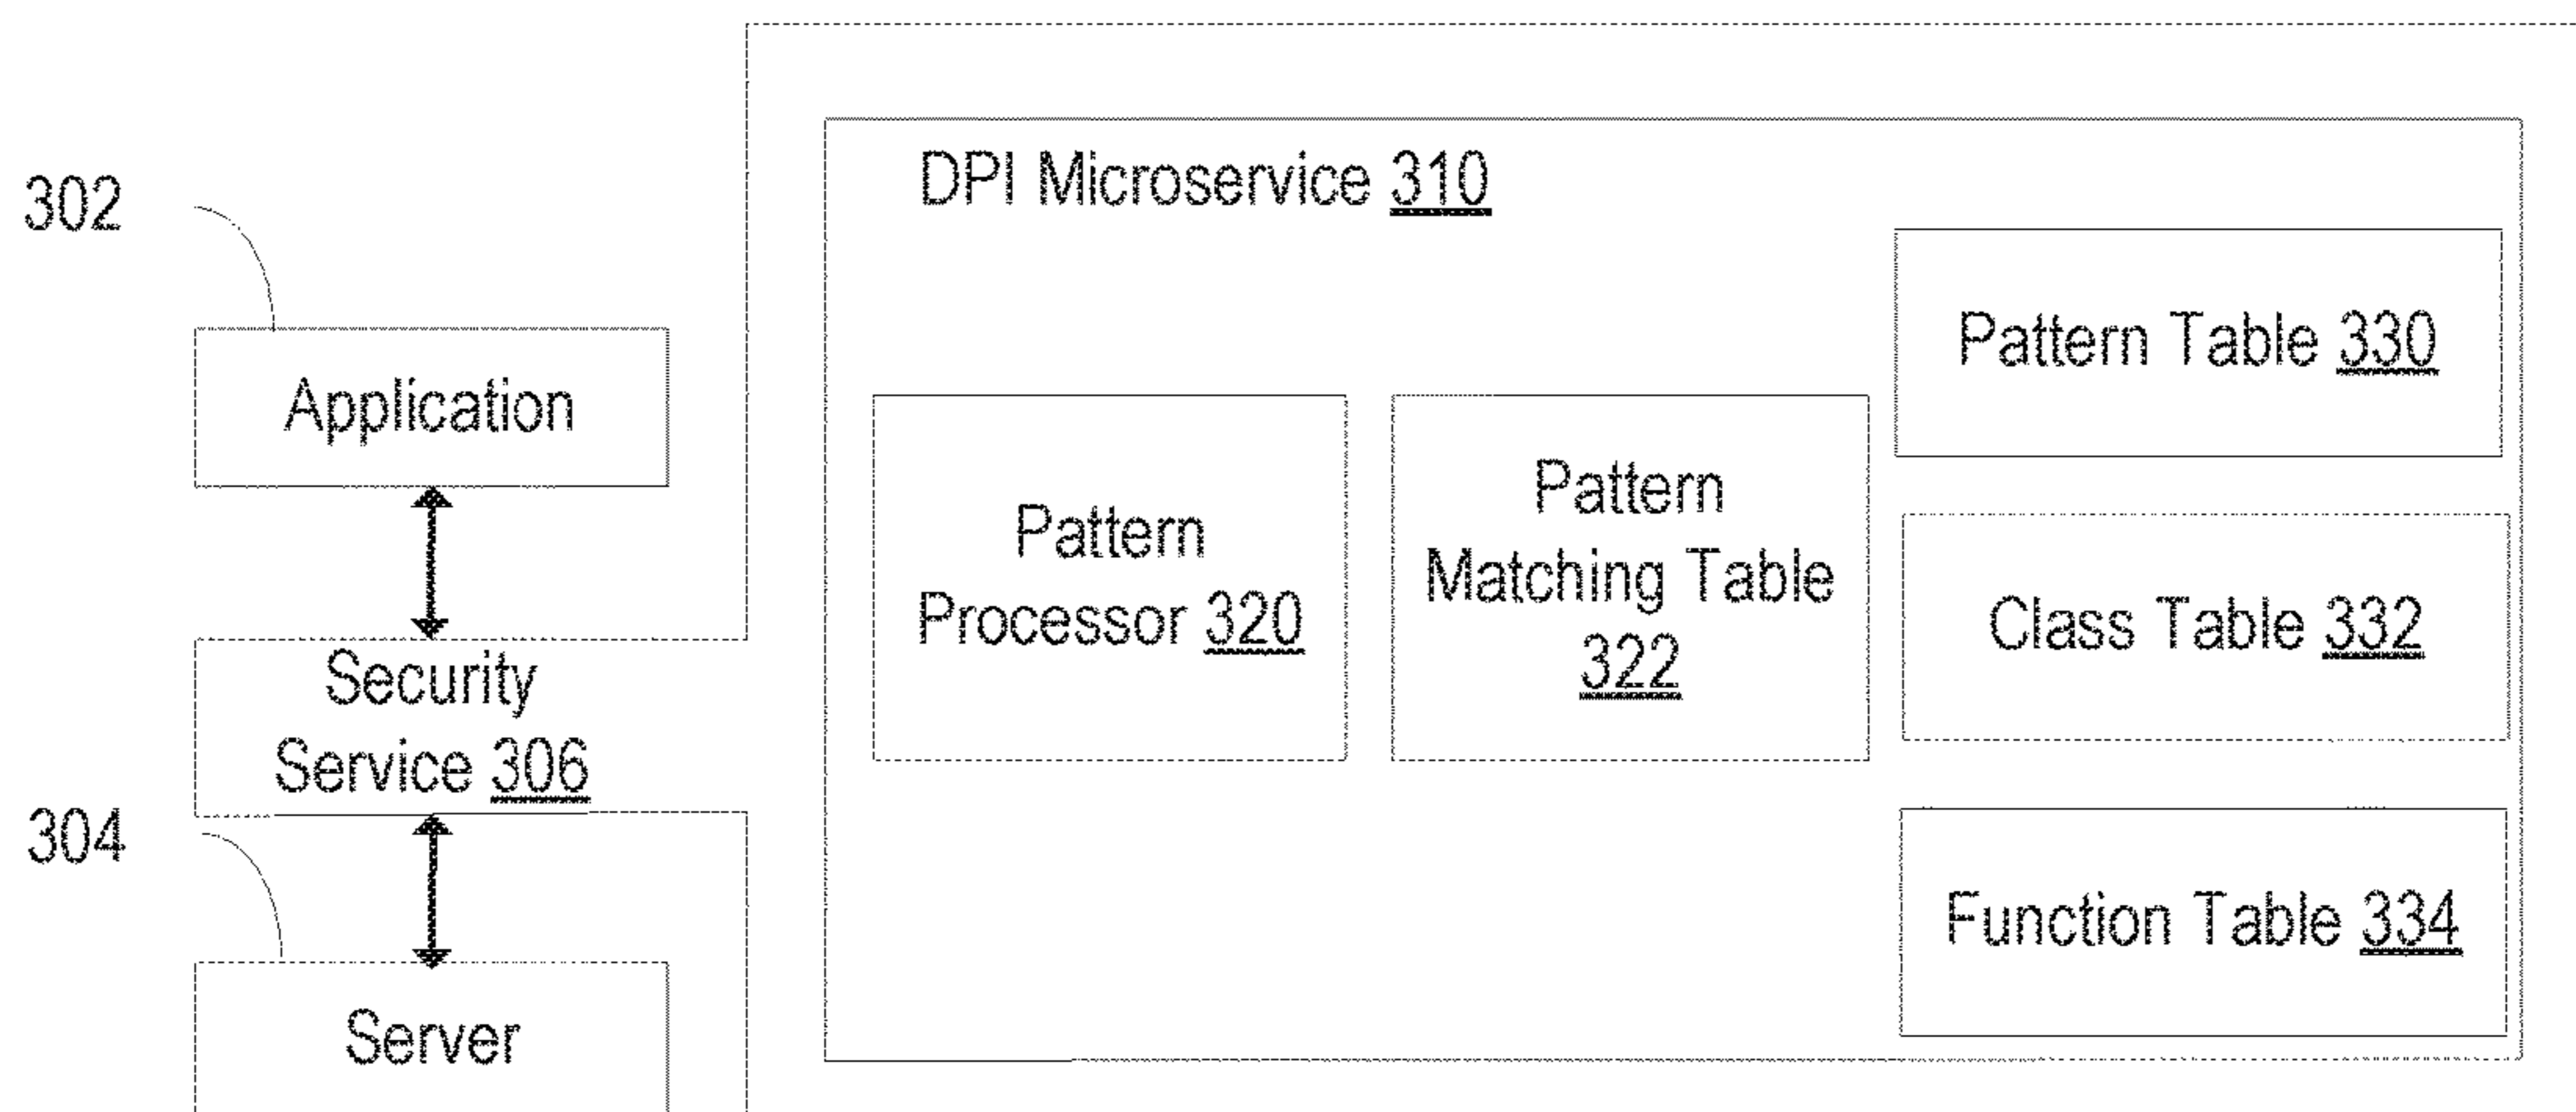 302
Application
Security
Service 306
304
Server
DPI Microservice 310
Pattern
Processor 320
Pattern
Matching Table
322
Pattern Table 330
Class Table 332
Function Table 334